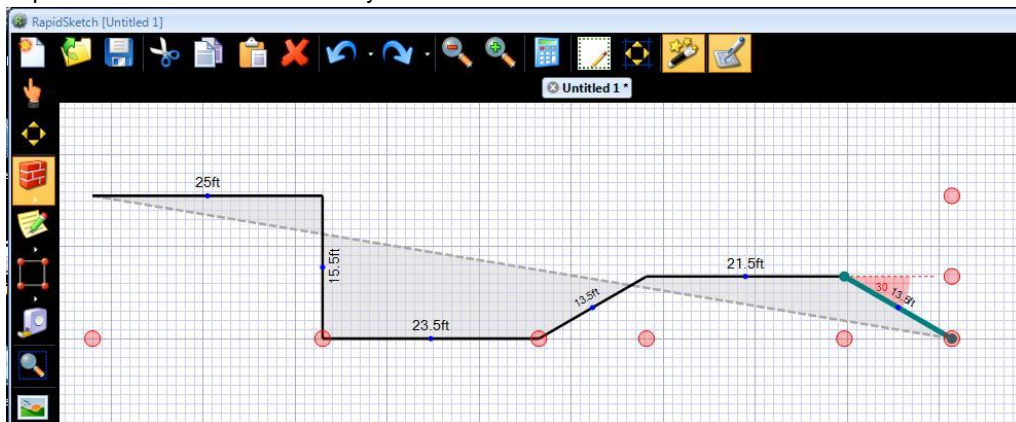 RapidSketch [Untitled 1]
Untitled 1 *
25ft
15.5ft
23.5ft
13.5ft
21.5ft
30
13.5ft